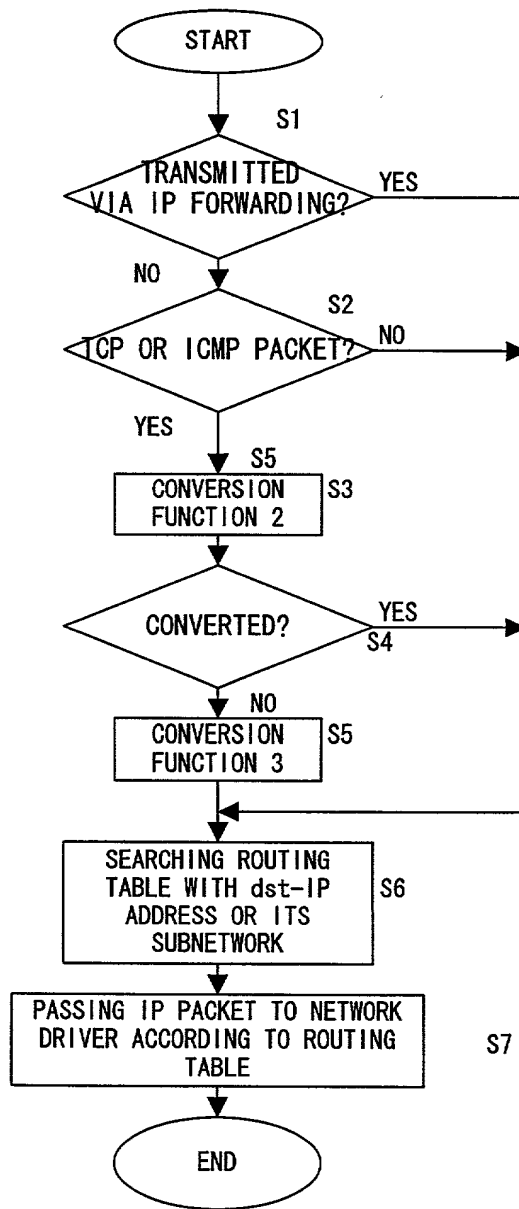 START
S1
TRANSMITTED
VIA IP FORWARDING?
YES
NO
S2
TCP OR ICMP PACKET?
NO
YES
S5
CONVERSION
FUNCTION 2
S3
CONVERTED?
YES
S4
NO
CONVERSION
FUNCTION 3
S5
SEARCHING ROUTING
TABLE WITH dst-IP
ADDRESS OR ITS
SUBNETWORK
S6
PASSING IP PACKET TO NETWORK
DRIVER ACCORDING TO ROUTING
TABLE
S7
END